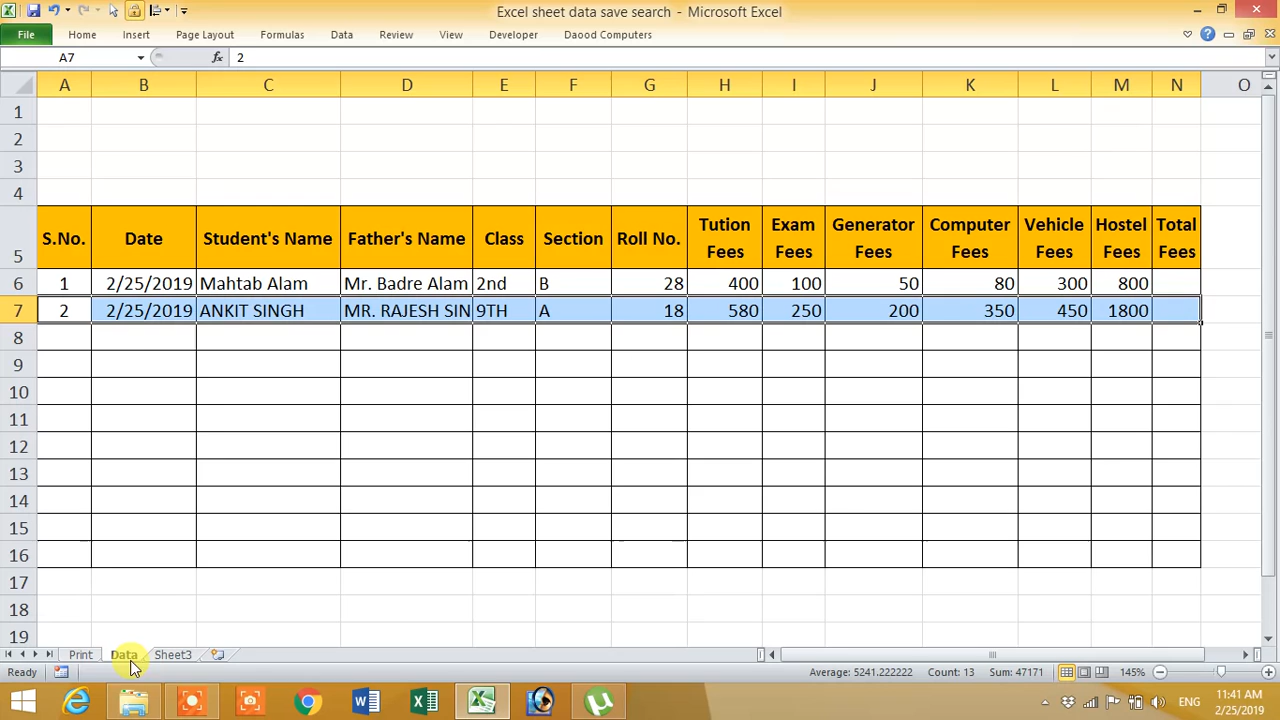 Excel sheet data save search - Microsoft Excel
File Home Insert Page Layout Formulas Data Review View Developer Daood Computers
A7 fx 2
A B C D E F G H I J K L M N O
1
2
3
4
5 S.No. Date Student's Name Father's Name Class Section Roll No. Tution Fees Exam Fees Generator Fees Computer Fees Vehicle Fees Hostel Fees Total Fees
6 1 2/25/2019 Mahtab Alam Mr. Badre Alam 2nd B 28 400 100 50 80 300 800
7 2 2/25/2019 ANKIT SINGH MR. RAJESH SIN 9TH A 18 580 250 200 350 450 1800
8
9
10
11
12
13
14
15
16
17
18
19
Print Data Sheet3
Ready Average: 5241.222222 Count: 13 Sum: 47171 145%
ENG 11:41 AM
2/25/2019